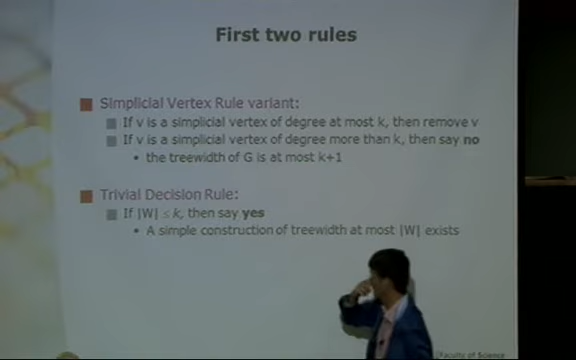 First two rules
Simplicial Vertex Rule variant:
If v is a simplicial vertex of degree at most k, then remove v
If v is a simplicial vertex of degree more than k, then say no
• the treewidth of G is at most k+1
Trivial Decision Rule:
If |W| ≤ k, then say yes
• A simple construction of treewidth at most |W| exists
Faculty of Science